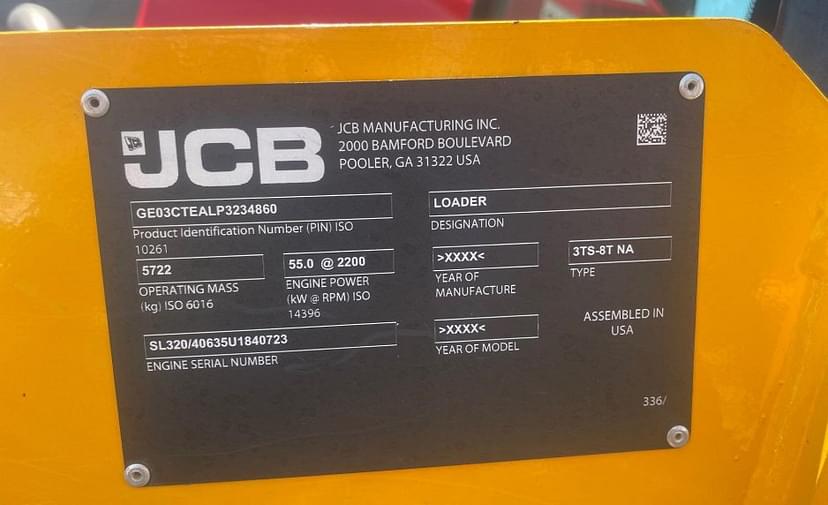 JCB
JCB MANUFACTURING INC.
2000 BAMFORD BOULEVARD
POOLER, GA 31322 USA
GE03CTEALP3234860
Product Identification Number (PIN) ISO
10261
LOADER
DESIGNATION
5722
OPERATING MASS
(kg) ISO 6016
55.0 @ 2200
ENGINE POWER
(kW @ RPM) ISO
14396
>XXXX<
YEAR OF
MANUFACTURE
3TS-8T NA
TYPE
SL320/40635U1840723
ENGINE SERIAL NUMBER
>XXXX<
YEAR OF MODEL
ASSEMBLED IN
USA
336/